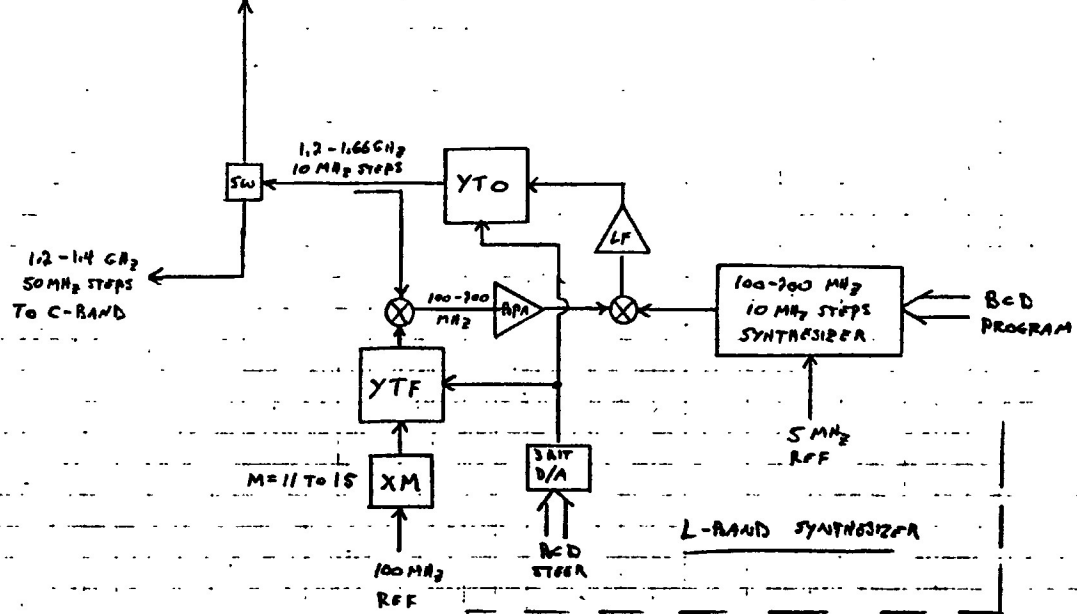 1.2-1.66 GHz
10 MHz STEPS
SW
YTO
LF
1.2-1.4 GHz
50 MHz STEPS
TO C-BAND
100-200
MHz
RPA
100-200 MHz
10 MHz STEPS
SYNTHESIZER
BCD
PROGRAM
YTF
5 MHz
REF
M=11 TO 15
XM
3 BIT
D/A
BCD
STEER
100 MHz
REF
L-BAND SYNTHESIZER